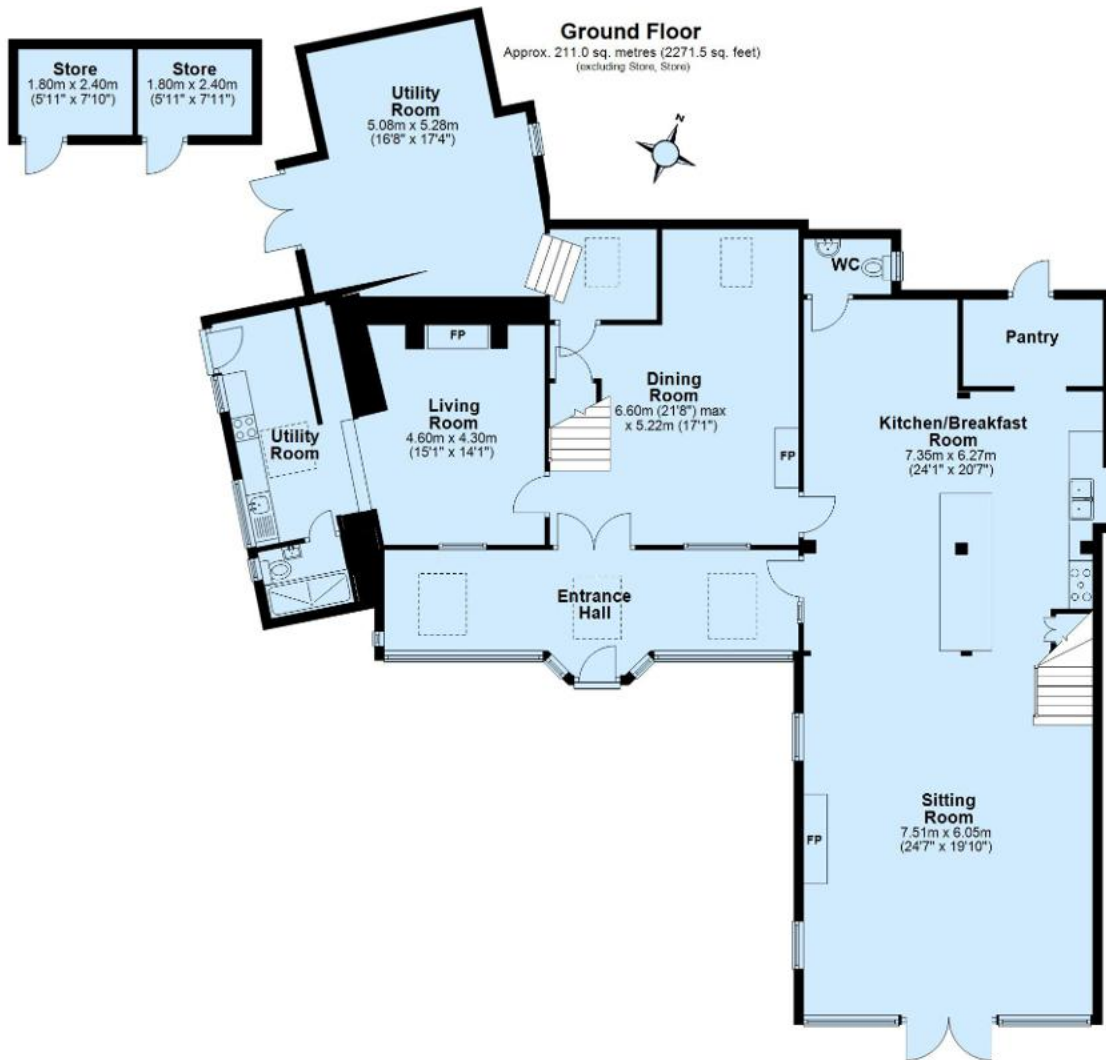 Ground Floor
Approx. 211.0 sq. metres (2271.5 sq. feet)
(excluding Store, Store)
Store
1.80m x 2.40m
(5'11" x 7'10")
Store
1.80m x 2.40m
(5'11" x 7'11")
Utility
Room
5.08m x 5.28m
(16'8" x 17'4")
N
WC
Pantry
FP
Living
Room
4.60m x 4.30m
(15'1" x 14'1")
Dining
Room
6.60m (21'8") max
x 5.22m (17'1")
FP
Kitchen/Breakfast
Room
7.35m x 6.27m
(24'1" x 20'7")
Utility
Room
Entrance
Hall
Sitting
Room
7.51m x 6.05m
(24'7" x 19'10")
FP